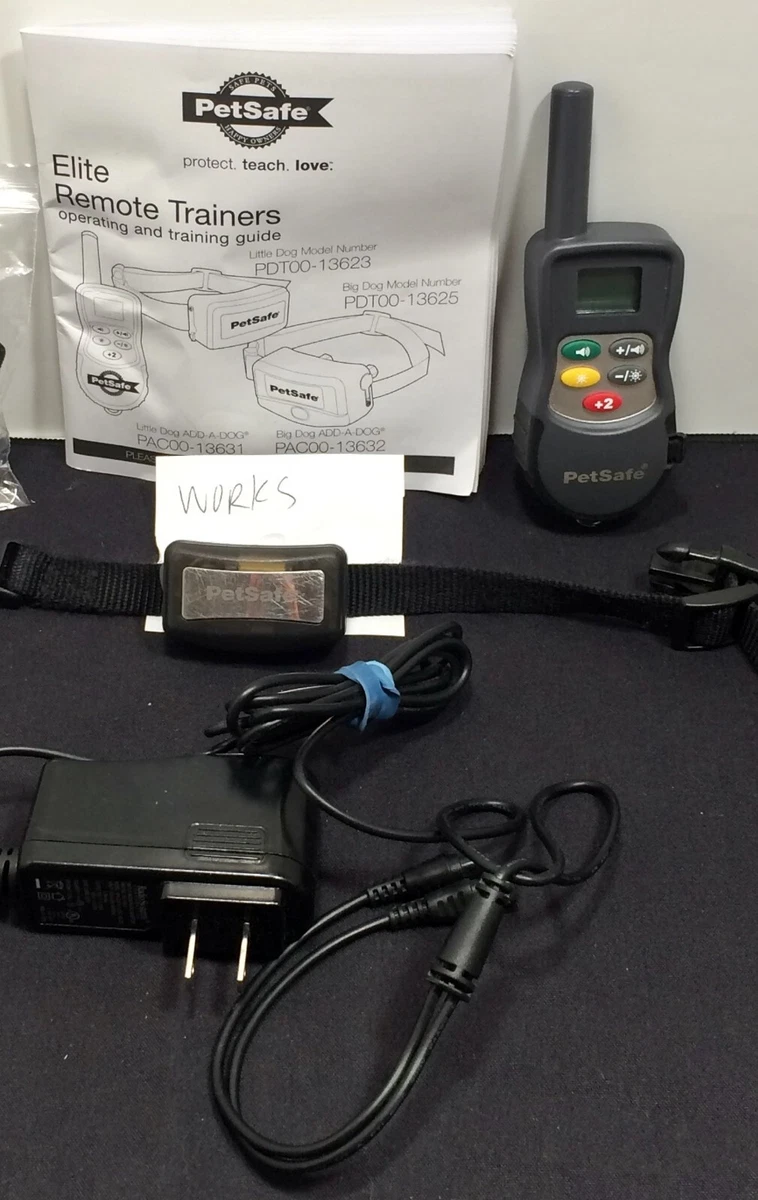 SAFE PETS
PetSafe®
HAPPY OWNERS
protect. teach. love.™
Elite
Remote Trainers
operating and training guide
Little Dog Model Number
PDT00-13623
Big Dog Model Number
PDT00-13625
PetSafe®
PetSafe®
+2
PetSafe
Little Dog ADD-A-DOG®
PAC00-13631
Big Dog ADD-A-DOG®
PAC00-13632
PLEA
WORKS
+/
-/
+2
PetSafe®
PetSafe